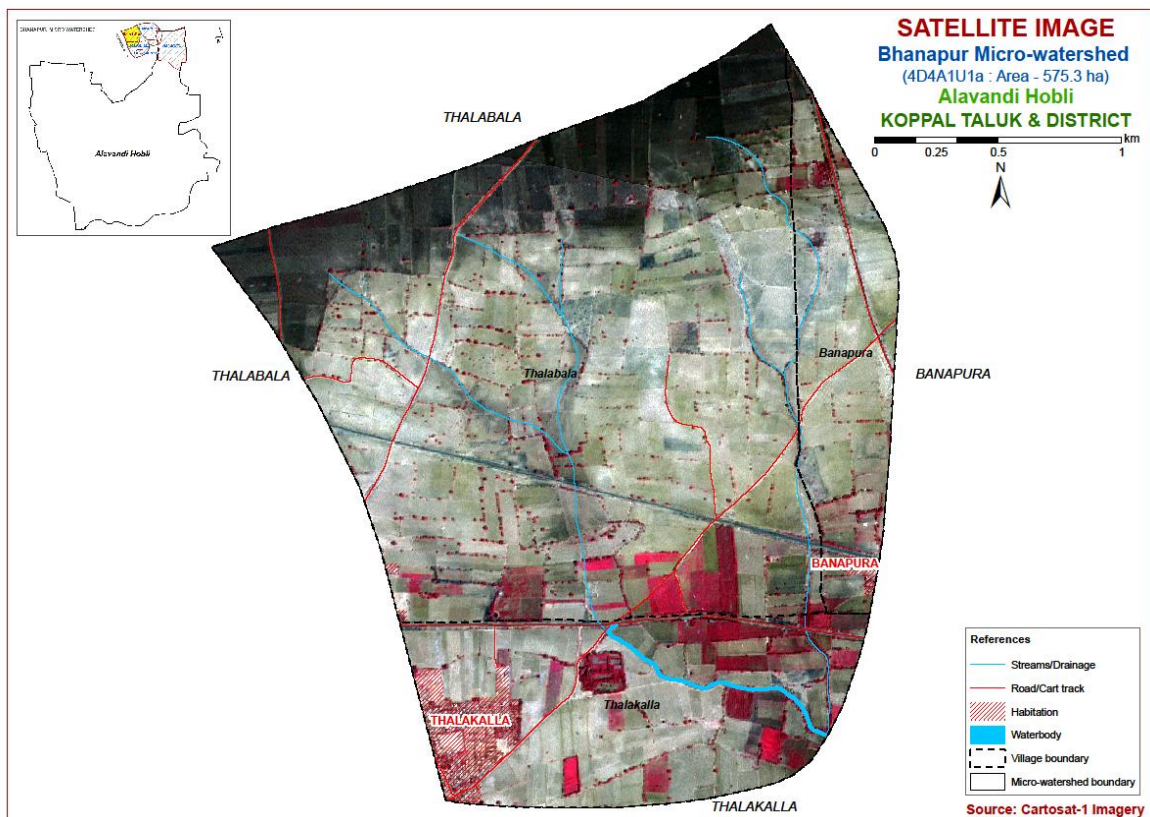 BHANAPUR MICROWATERSHED
Alavandi Hobli
SATELLITE IMAGE
Bhanapur Micro-watershed
(4D4A1U1a : Area - 575.3 ha)
Alavandi Hobli
KOPPAL TALUK & DISTRICT
km
0 0.25 0.5 1
N
THALABALA
THALABALA
Thalabala
Banapura
BANAPURA
BANAPURA
THALAKALLA
Thalakalla
THALAKALLA
References
Streams/Drainage
Road/Cart track
Habitation
Waterbody
Village boundary
Micro-watershed boundary
Source: Cartosat-1 Imagery